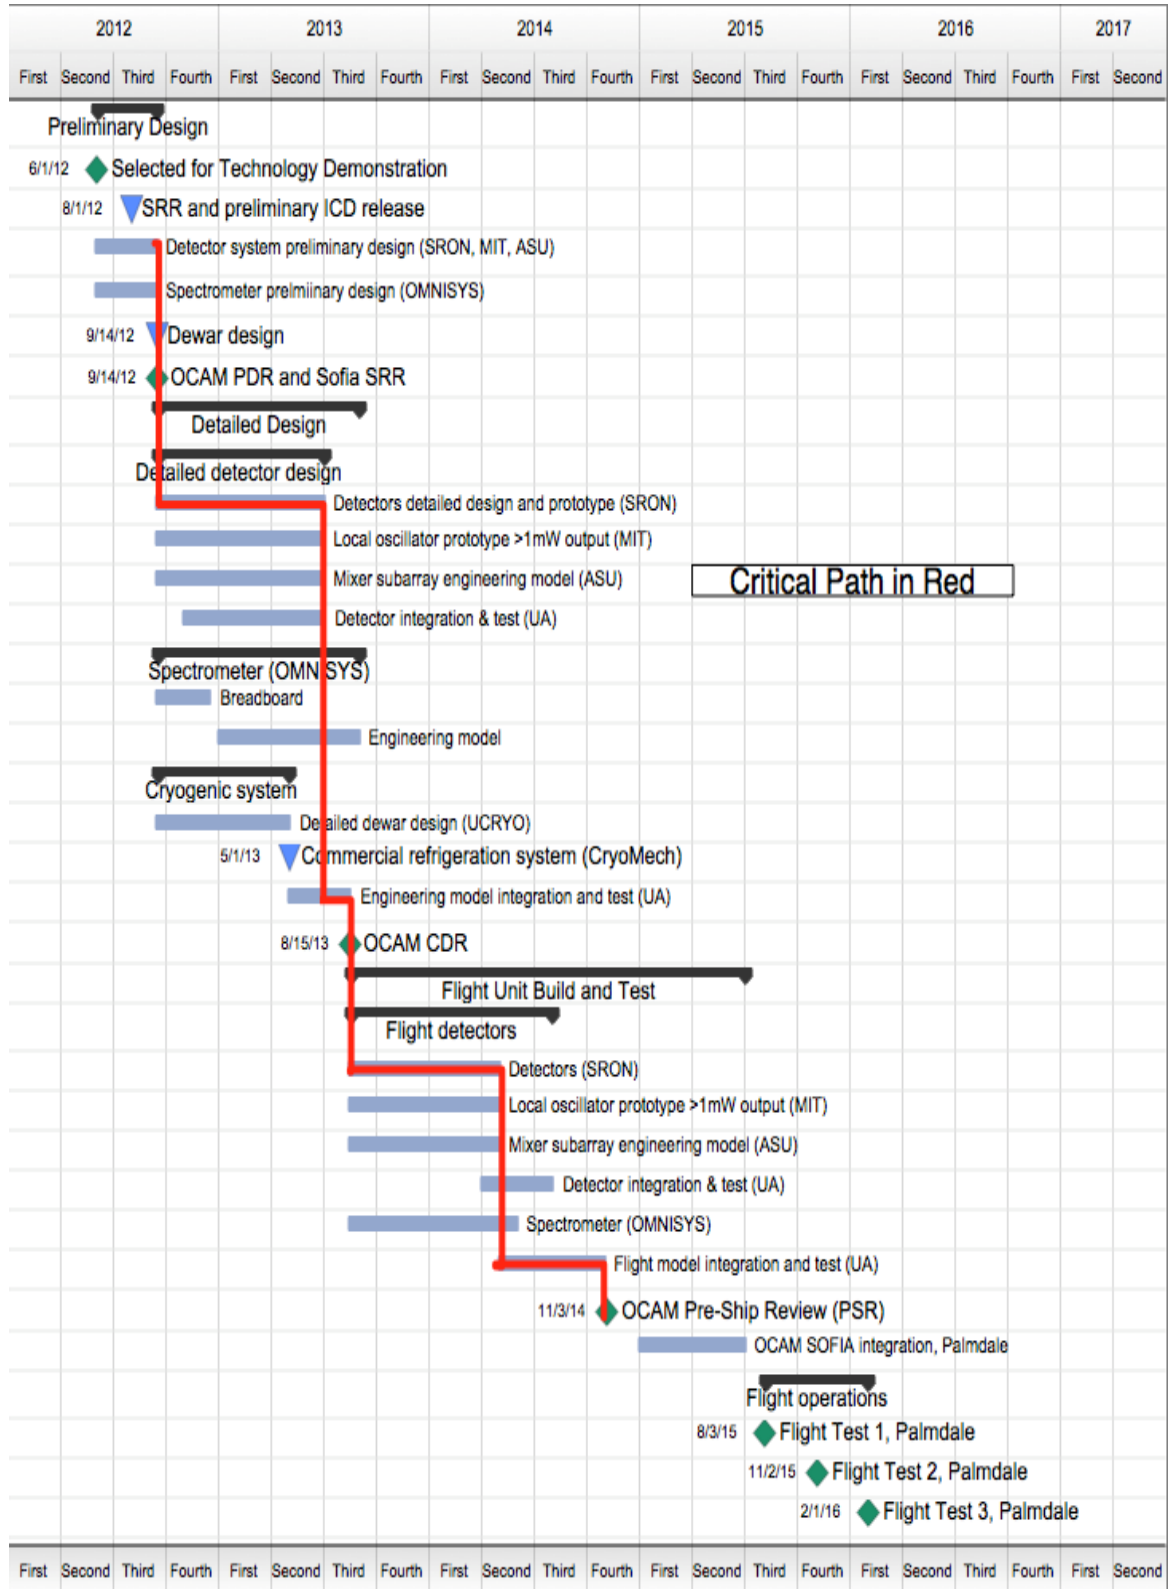 2012 2013 2014 2015 2016 2017
First Second Third Fourth First Second Third Fourth First Second Third Fourth First Second Third Fourth First Second Third Fourth First Second
Preliminary Design
6/1/12 Selected for Technology Demonstration
8/1/12 SRR and preliminary ICD release
Detector system preliminary design (SRON, MIT, ASU)
Spectrometer prelmiinary design (OMNISYS)
9/14/12 Dewar design
9/14/12 OCAM PDR and Sofia SRR
Detailed Design
Detailed detector design
Detectors detailed design and prototype (SRON)
Local oscillator prototype >1mW output (MIT)
Mixer subarray engineering model (ASU)
Critical Path in Red
Detector integration & test (UA)
Spectrometer (OMNISYS)
Breadboard
Engineering model
Cryogenic system
Detailed dewar design (UCRYO)
5/1/13 Commercial refrigeration system (CryoMech)
Engineering model integration and test (UA)
8/15/13 OCAM CDR
Flight Unit Build and Test
Flight detectors
Detectors (SRON)
Local oscillator prototype >1mW output (MIT)
Mixer subarray engineering model (ASU)
Detector integration & test (UA)
Spectrometer (OMNISYS)
Flight model integration and test (UA)
11/3/14 OCAM Pre-Ship Review (PSR)
OCAM SOFIA integration, Palmdale
Flight operations
8/3/15 Flight Test 1, Palmdale
11/2/15 Flight Test 2, Palmdale
2/1/16 Flight Test 3, Palmdale
First Second Third Fourth First Second Third Fourth First Second Third Fourth First Second Third Fourth First Second Third Fourth First Second